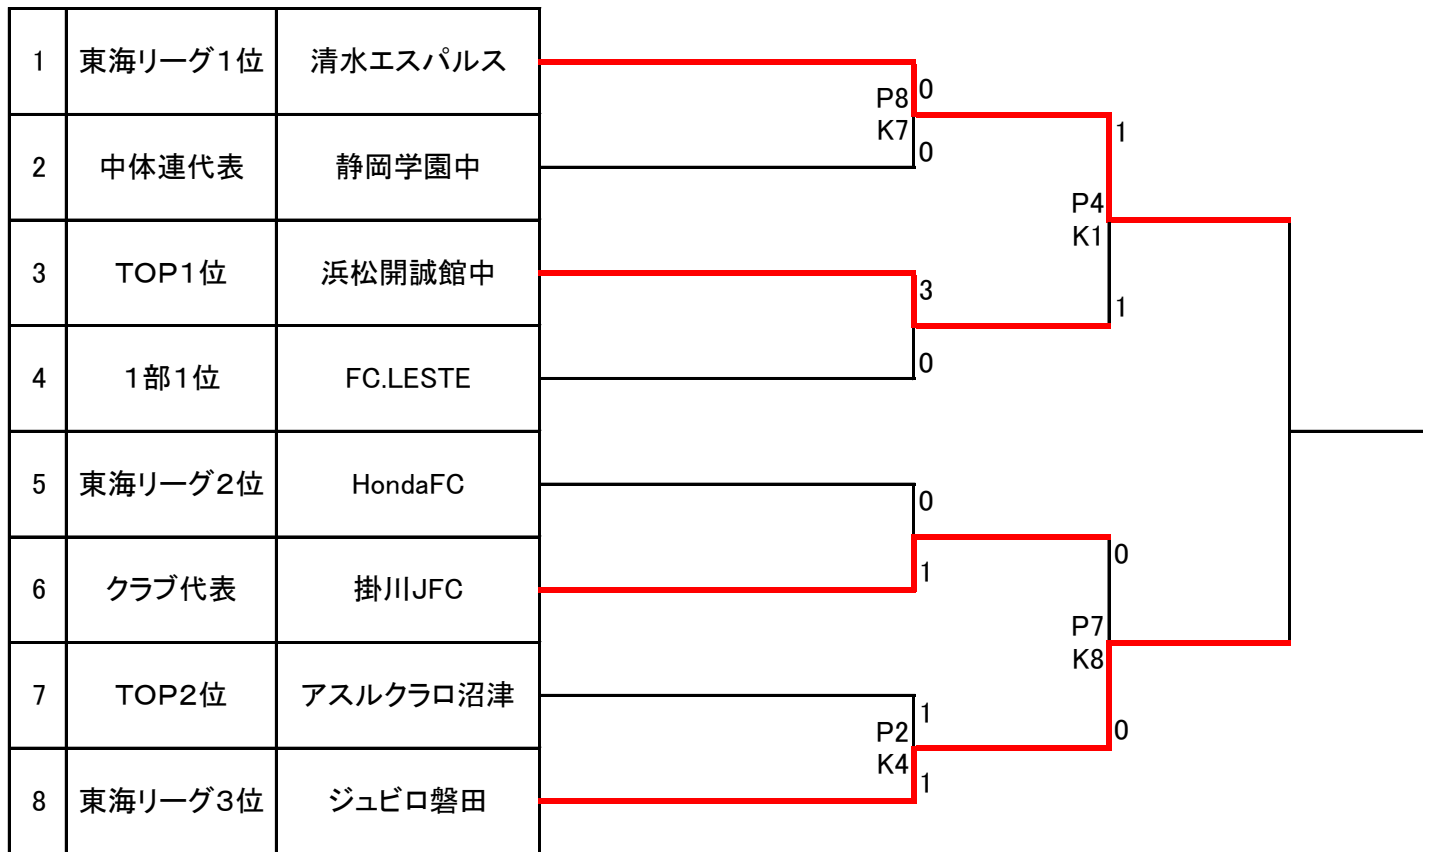 1 東海リーグ1位 清水エスパルス
2 中体連代表 静岡学園中
3 TOP1位 浜松開誠館中
4 1部1位 FC.LESTE
5 東海リーグ2位 HondaFC
6 クラブ代表 掛川JFC
7 TOP2位 アスルクラロ沼津
8 東海リーグ3位 ジュビロ磐田
0
P8
K7
0
3
0
0
1
1
P2
K4
1
1
P4
K1
1
0
P7
K8
0